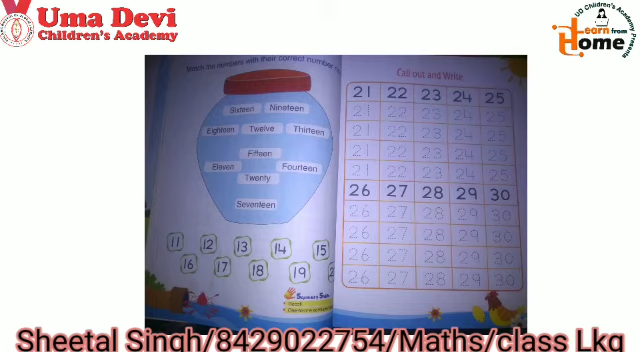 Uma Devi
Children's Academy
UD Children's Academy Presents
Learn from
Home
Match the numbers with their correct number
Sixteen Nineteen
Eighteen Twelve Thirteen
Fifteen
Eleven Fourteen
Twenty
Seventeen
11 12 13 14 15
16 17 18 19
Call out and Write
21 22 23 24 25
21 22 23 24 25
21 22 23 24 25
21 22 23 24 25
21 22 23 24 25
26 27 28 29 30
26 27 28 29 30
26 27 28 29 30
26 27 28 29 30
26 27 28 29 30
Sheetal Singh/8429022754/Maths/class Lkg